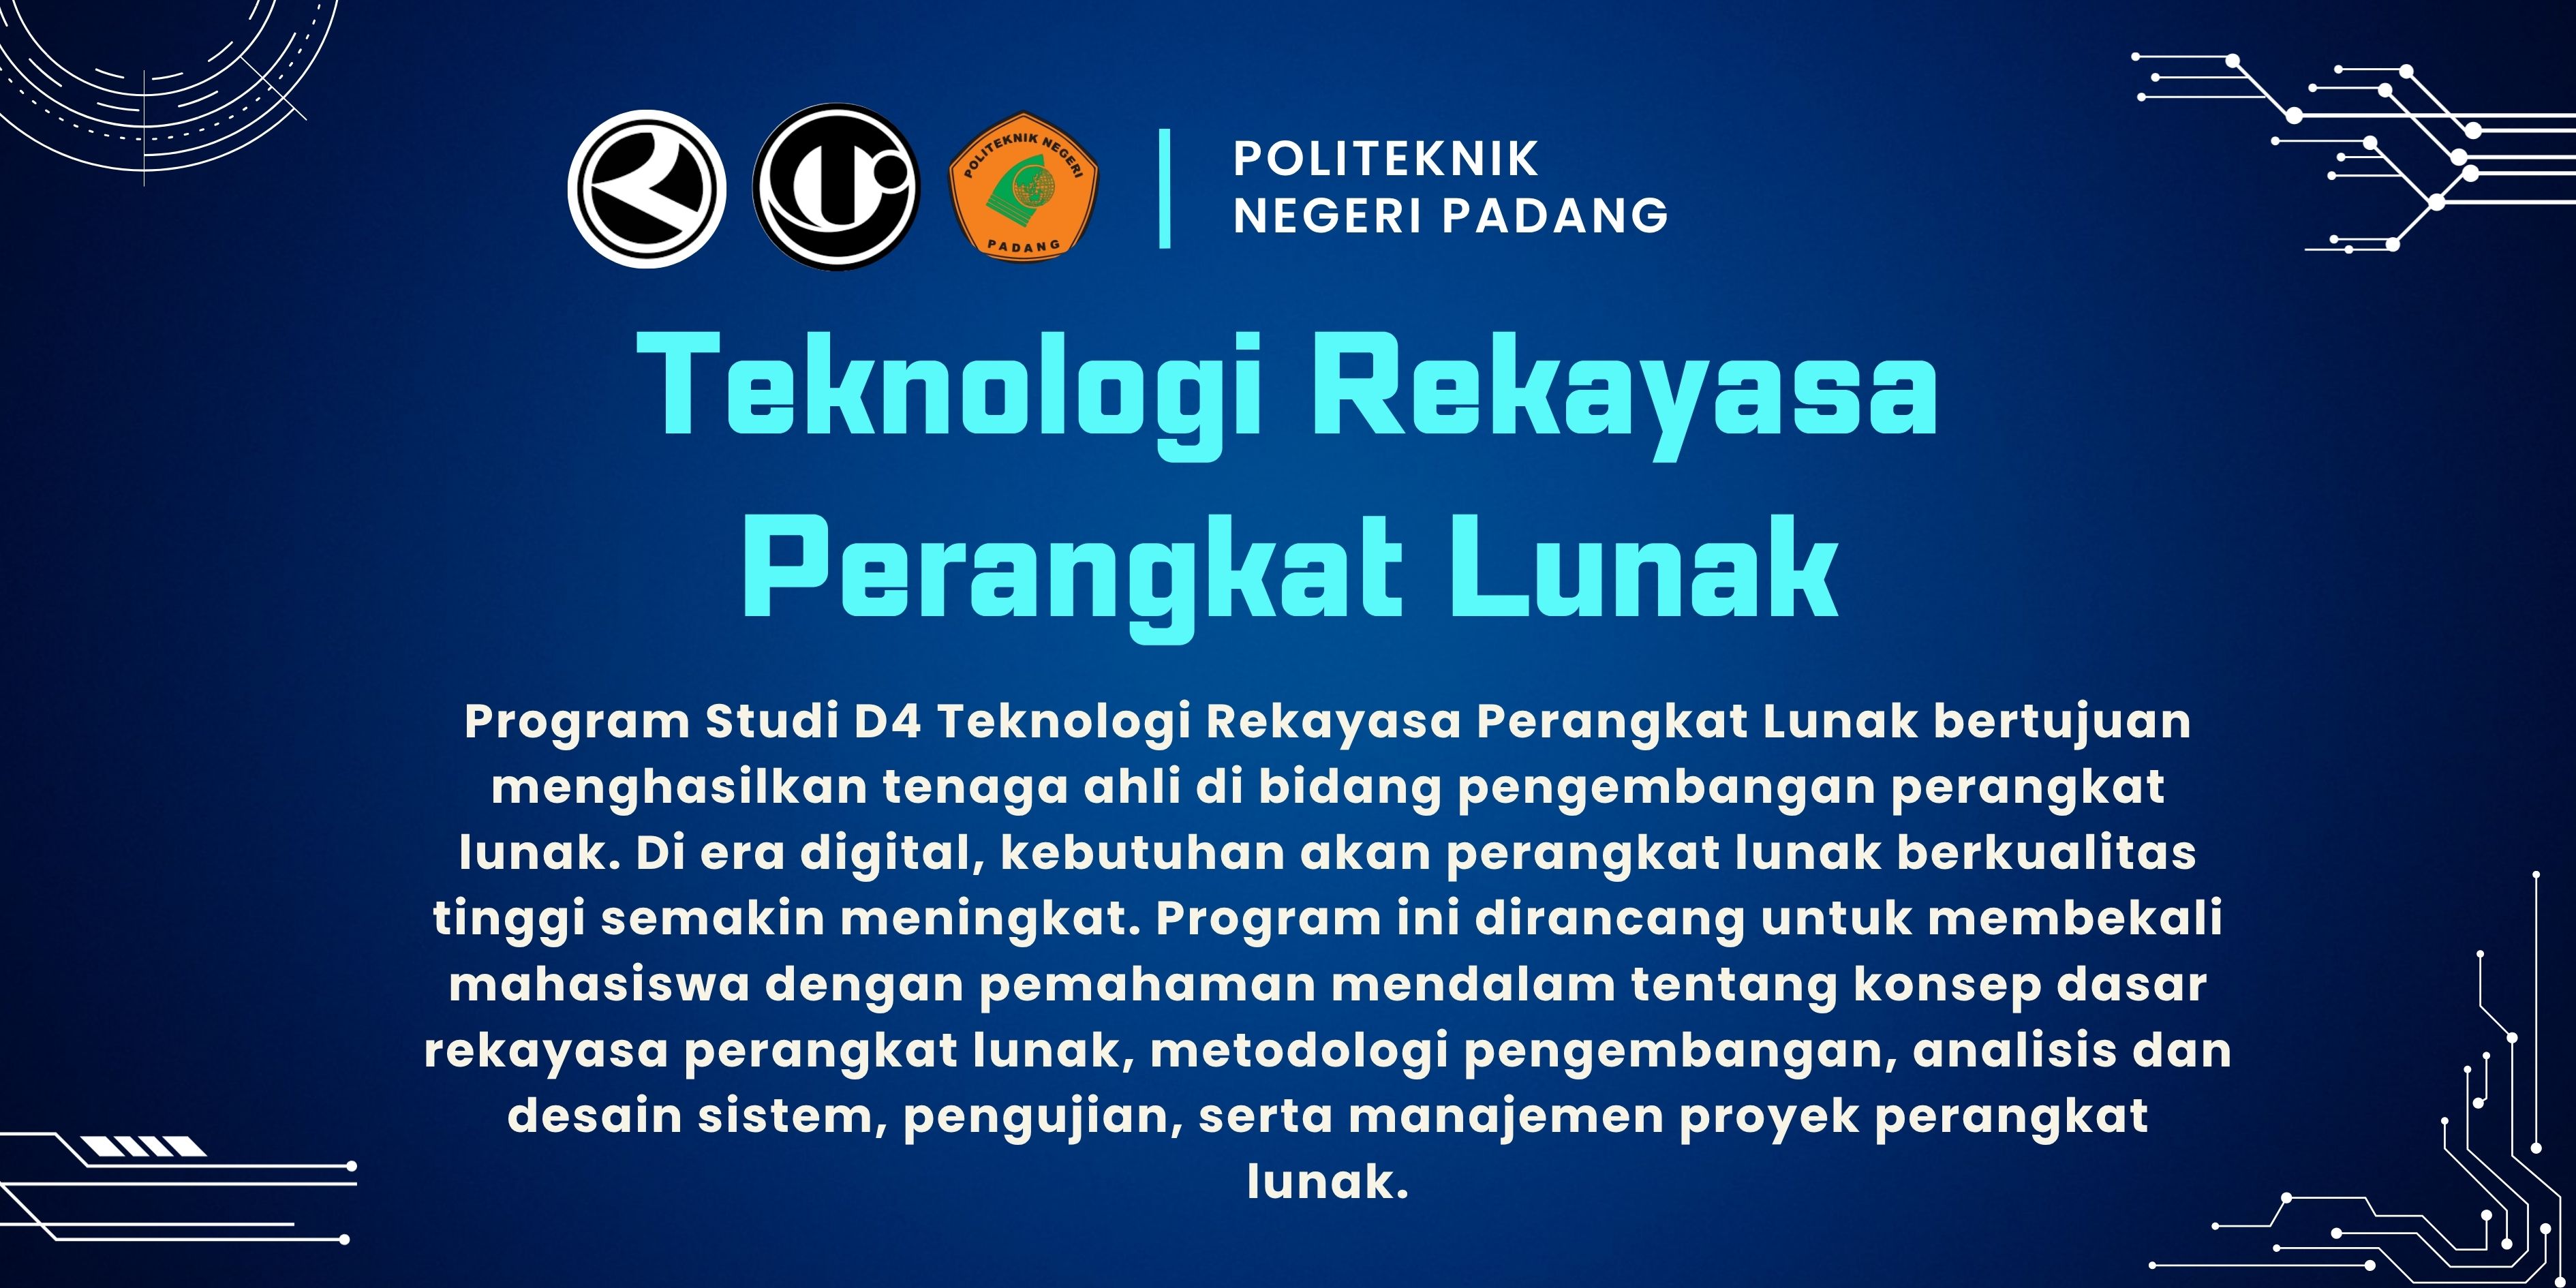 POLITEKNIK NEGERI
PADANG
POLITEKNIK
NEGERI PADANG
Teknologi Rekayasa
Perangkat Lunak
Program Studi D4 Teknologi Rekayasa Perangkat Lunak bertujuan
menghasilkan tenaga ahli di bidang pengembangan perangkat
lunak. Di era digital, kebutuhan akan perangkat lunak berkualitas
tinggi semakin meningkat. Program ini dirancang untuk membekali
mahasiswa dengan pemahaman mendalam tentang konsep dasar
rekayasa perangkat lunak, metodologi pengembangan, analisis dan
desain sistem, pengujian, serta manajemen proyek perangkat
lunak.